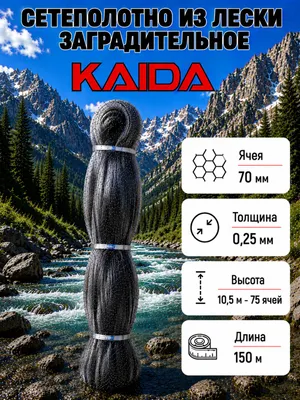 СЕТЕПОЛОТНО ИЗ ЛЕСКИ
ЗАГРАДИТЕЛЬНОЕ
KAIDA
Ячея
70 мм
Толщина
0,25 мм
Высота
10,5 м - 75 ячей
Длина
150 м